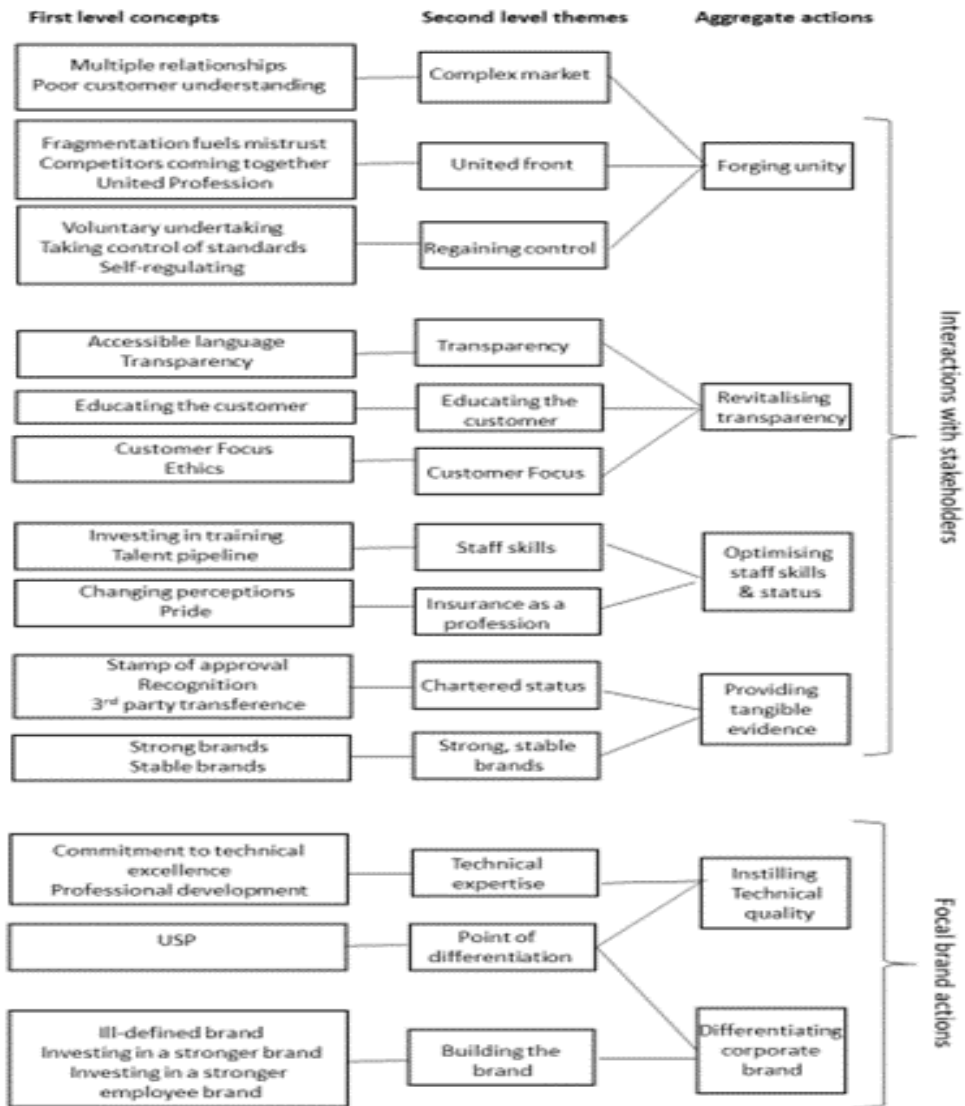 First level concepts
Second level themes
Aggregate actions
Multiple relationships
Poor customer understanding
Complex market
Fragmentation fuels mistrust
Competitors coming together
United Profession
United front
Forging unity
Voluntary undertaking
Taking control of standards
Self-regulating
Regaining control
Accessible language
Transparency
Transparency
Educating the customer
Educating the
customer
Revitalising
transparency
Customer Focus
Ethics
Customer Focus
Investing in training
Talent pipeline
Staff skills
Optimising
staff skills
& status
Changing perceptions
Pride
Insurance as a
profession
Stamp of approval
Recognition
3rd party transference
Chartered status
Providing
tangible
evidence
Strong brands
Stable brands
Strong, stable
brands
Interactions with stakeholders
Commitment to technical
excellence
Professional development
Technical
expertise
Instilling
Technical
quality
USP
Point of
differentiation
Ill-defined brand
Investing in a stronger brand
Investing in a stronger
employee brand
Building the
brand
Differentiating
corporate
brand
Focal brand actions